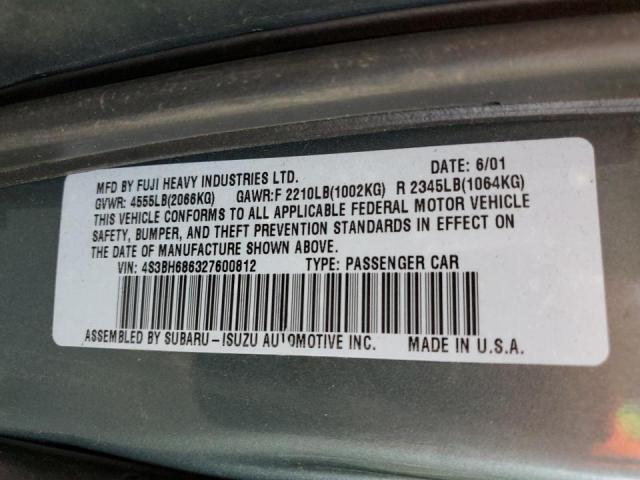 MFD BY FUJI HEAVY INDUSTRIES LTD. DATE: 6/01
GVWR: 4555LB(2066KG) GAWR:F 2210LB(1002KG) R 2345LB(1064KG)
THIS VEHICLE CONFORMS TO ALL APPLICABLE FEDERAL MOTOR VEHICLE
SAFETY, BUMPER, AND THEFT PREVENTION STANDARDS IN EFFECT ON
THE DATE OF MANUFACTURE SHOWN ABOVE.
VIN: 4S3BH686327600812 TYPE: PASSENGER CAR
ASSEMBLED BY SUBARU-ISUZU AUTOMOTIVE INC. MADE IN U.S.A.